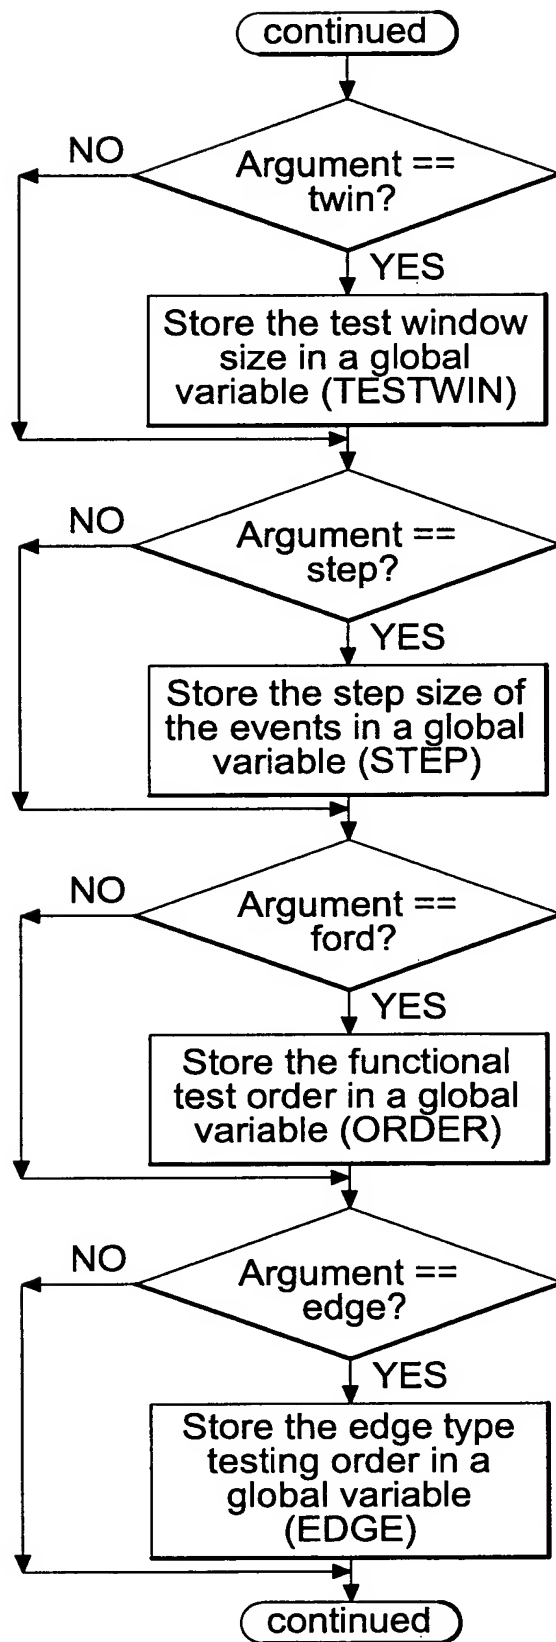 continued
NO
Argument ==
twin?
YES
Store the test window
size in a global
variable (TESTWIN)
NO
Argument ==
step?
YES
Store the step size of
the events in a global
variable (STEP)
NO
Argument ==
ford?
YES
Store the functional
test order in a global
variable (ORDER)
NO
Argument ==
edge?
YES
Store the edge type
testing order in a
global variable
(EDGE)
continued